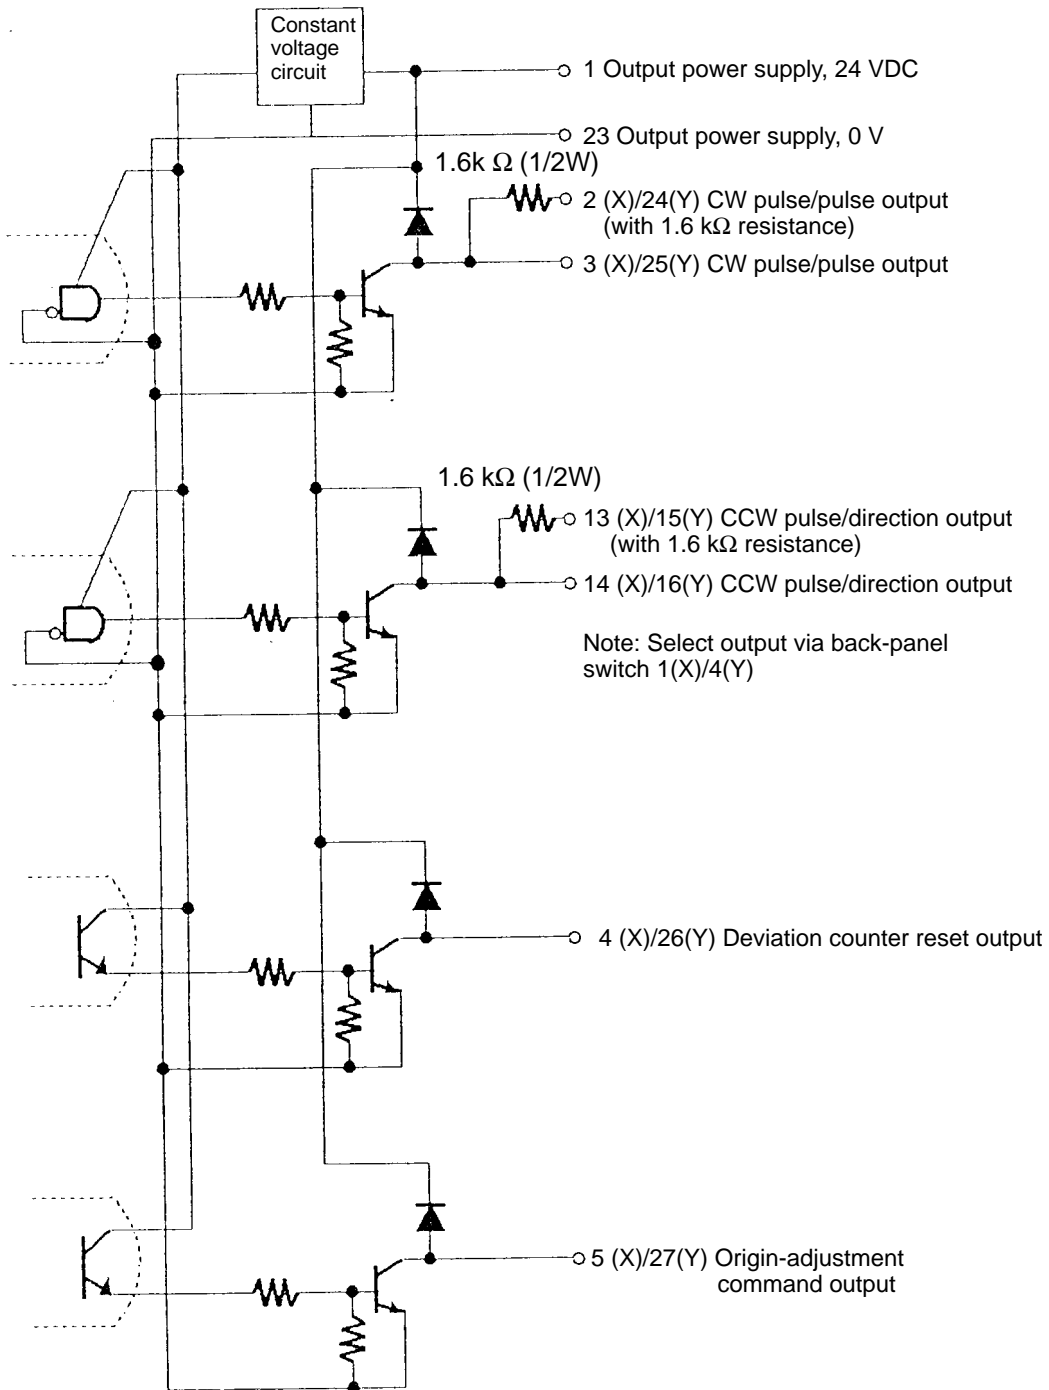 Constant
voltage
circuit
1 Output power supply, 24 VDC
23 Output power supply, 0 V
1.6k Ω (1/2W)
2 (X)/24(Y) CW pulse/pulse output
(with 1.6 kΩ resistance)
3 (X)/25(Y) CW pulse/pulse output
1.6 kΩ (1/2W)
13 (X)/15(Y) CCW pulse/direction output
(with 1.6 kΩ resistance)
14 (X)/16(Y) CCW pulse/direction output
Note: Select output via back-panel
switch 1(X)/4(Y)
4 (X)/26(Y) Deviation counter reset output
5 (X)/27(Y) Origin-adjustment
command output